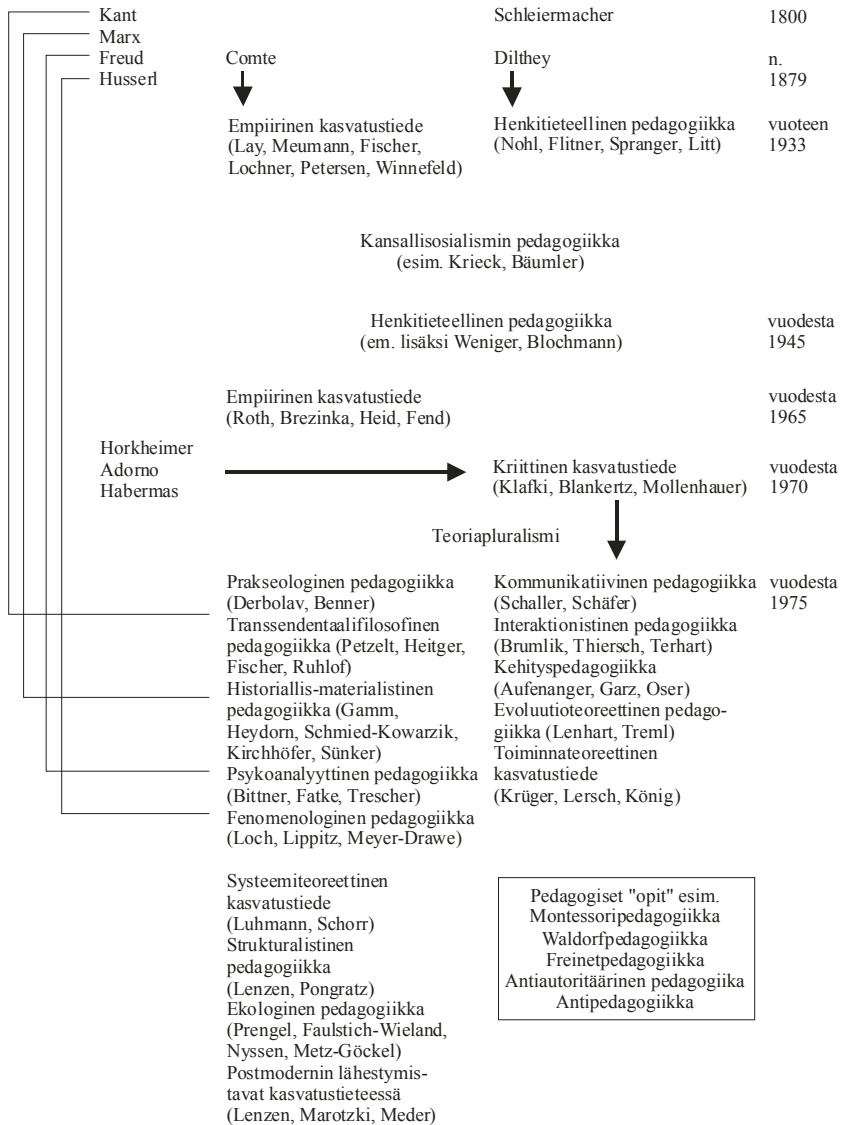 Kant
Schleiermacher
1800
Marx
Freud
Comte
Dilthey
n.
Husserl
1879
Empiirinen kasvatustiede
(Lay, Meumann, Fischer,
Lochner, Petersen, Winnefeld)
Henkitieteellinen pedagogiikka
(Nohl, Flitner, Spranger, Litt)
vuoteen
1933
Kansallisosialismin pedagogiikka
(esim. Krieck, Bäumler)
Henkitieteellinen pedagogiikka
(em. lisäksi Weniger, Blochmann)
vuodesta
1945
Empiirinen kasvatustiede
(Roth, Brezinka, Heid, Fend)
vuodesta
1965
Horkheimer
Adorno
Habermas
Kriittinen kasvatustiede
(Klafki, Blankertz, Mollenhauer)
vuodesta
1970
Teoriapluralismi
Prakseologinen pedagogiikka
(Derbolav, Benner)
Transsendentaalifilosofinen
pedagogiikka (Petzelt, Heitger,
Fischer, Ruhlof)
Historiallis-materialistinen
pedagogiikka (Gamm,
Heydorn, Schmied-Kowarzik,
Kirchhöfer, Sünker)
Psykoanalyyttinen pedagogiikka
(Bittner, Fatke, Trescher)
Fenomenologinen pedagogiikka
(Loch, Lippitz, Meyer-Drawe)
Kommunikatiivinen pedagogiikka
(Schaller, Schäfer)
Interaktionistinen pedagogiikka
(Brumlik, Thiersch, Terhart)
Kehityspedagogiikka
(Aufenanger, Garz, Oser)
Evoluutioteoreettinen pedago-
giikka (Lenhart, Treml)
Toiminnateoreettinen
kasvatustiede
(Krüger, Lersch, König)
vuodesta
1975
Systeemiteoreettinen
kasvatustiede
(Luhmann, Schorr)
Strukturalistinen
pedagogiikka
(Lenzen, Pongratz)
Ekologinen pedagogiikka
(Prengel, Faulstich-Wieland,
Nyssen, Metz-Göckel)
Postmodernin lähestymis-
tavat kasvatustieteessä
(Lenzen, Marotzki, Meder)
Pedagogiset "opit" esim.
Montessoripedagogiikka
Waldorfpedagogiikka
Freinetpedagogiikka
Antiautoritäärinen pedagogiika
Antipedagogiikka